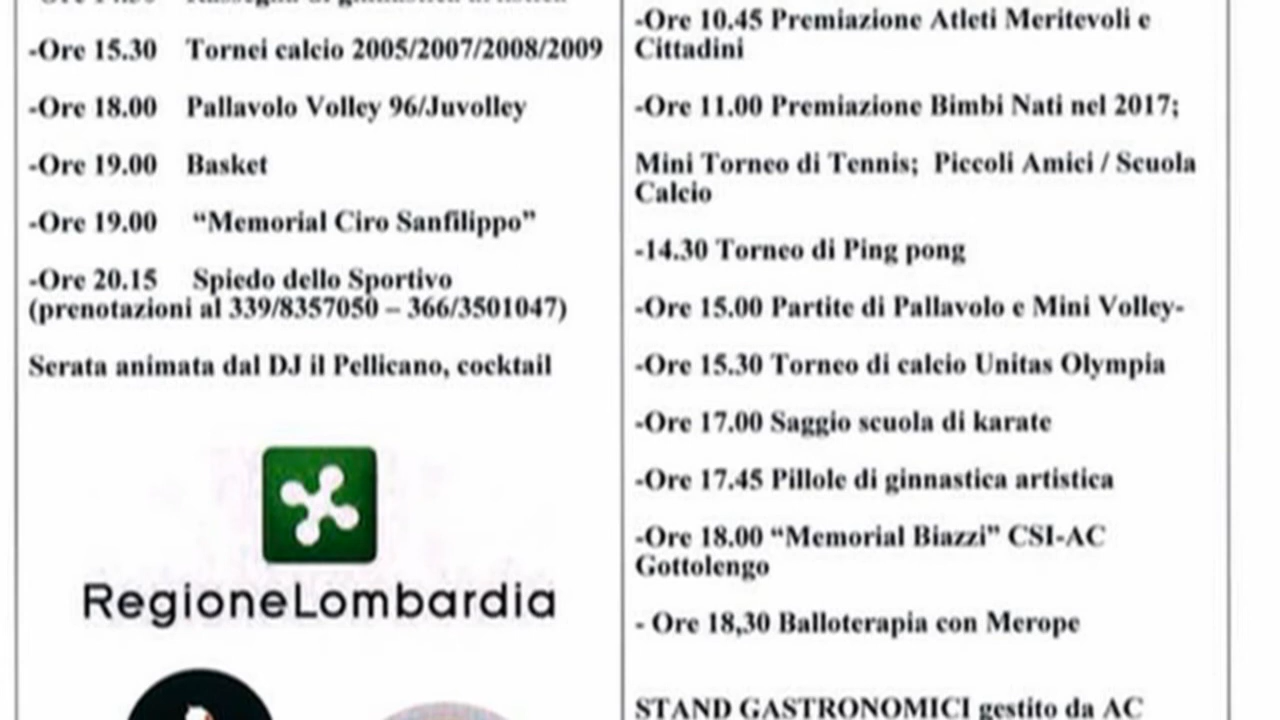 -Ore 15.30 Tornei calcio 2005/2007/2008/2009
-Ore 18.00 Pallavolo Volley 96/Juvolley
-Ore 19.00 Basket
-Ore 19.00 “Memorial Ciro Sanfilippo”
-Ore 20.15 Spiedo dello Sportivo
(prenotazioni al 339/8357050 – 366/3501047)
Serata animata dal DJ il Pellicano, cocktail
RegioneLombardia
-Ore 10.45 Premiazione Atleti Meritevoli e
Cittadini
-Ore 11.00 Premiazione Bimbi Nati nel 2017;
Mini Torneo di Tennis; Piccoli Amici / Scuola
Calcio
-14.30 Torneo di Ping pong
-Ore 15.00 Partite di Pallavolo e Mini Volley-
-Ore 15.30 Torneo di calcio Unitas Olympia
-Ore 17.00 Saggio scuola di karate
-Ore 17.45 Pillole di ginnastica artistica
-Ore 18.00 “Memorial Biazzi” CSI-AC
Gottolengo
- Ore 18,30 Balloterapia con Merope
STAND GASTRONOMICI gestito da AC